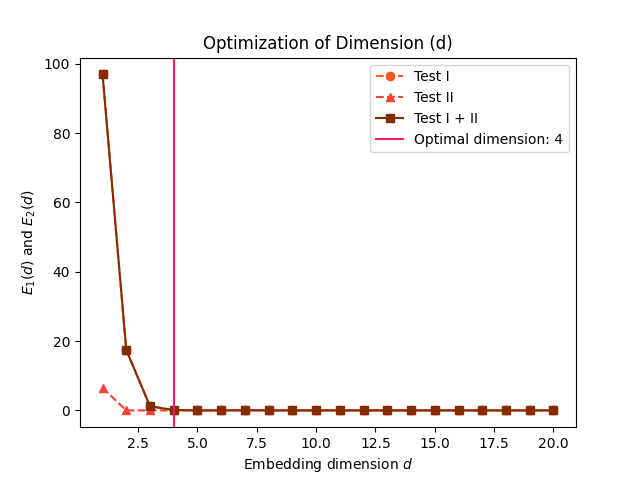 Optimization of Dimension (d)
100
80
60
40
20
0
E₁(d) and E₂(d)
Test I
Test II
Test I + II
Optimal dimension: 4
2.5 5.0 7.5 10.0 12.5 15.0 17.5 20.0
Embedding dimension d